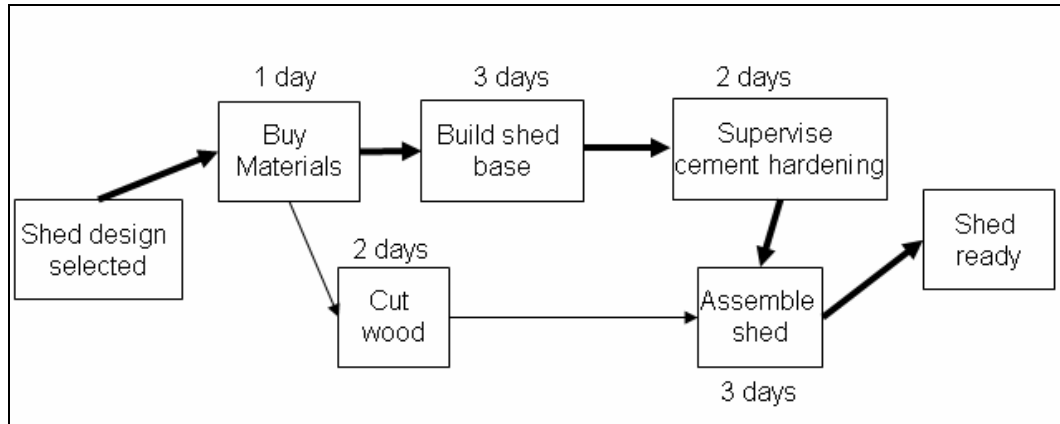 1 day
3 days
2 days
Buy
Materials
Build shed
base
Supervise
cement hardening
Shed design
selected
Shed
ready
2 days
Cut
wood
Assemble
shed
3 days